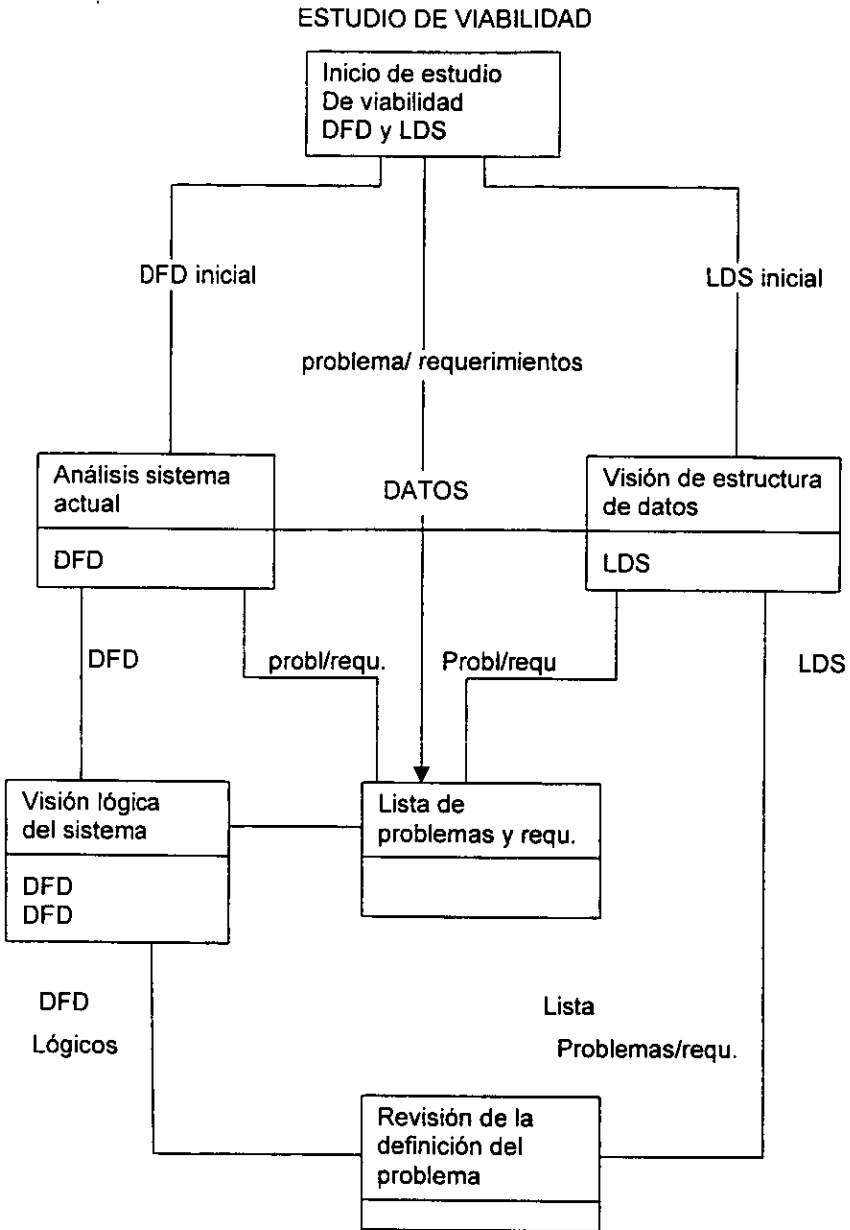 ESTUDIO DE VIABILIDAD
Inicio de estudio
De viabilidad
DFD y LDS
DFD inicial
LDS inicial
problema/ requerimientos
Análisis sistema
actual
DFD
DATOS
Visión de estructura
de datos
LDS
DFD
probl/requ.
Probl/requ
LDS
Visión lógica
del sistema
DFD
DFD
Lista de
problemas y requ.
DFD
Lógicos
Lista
Problemas/requ.
Revisión de la
definición del
problema